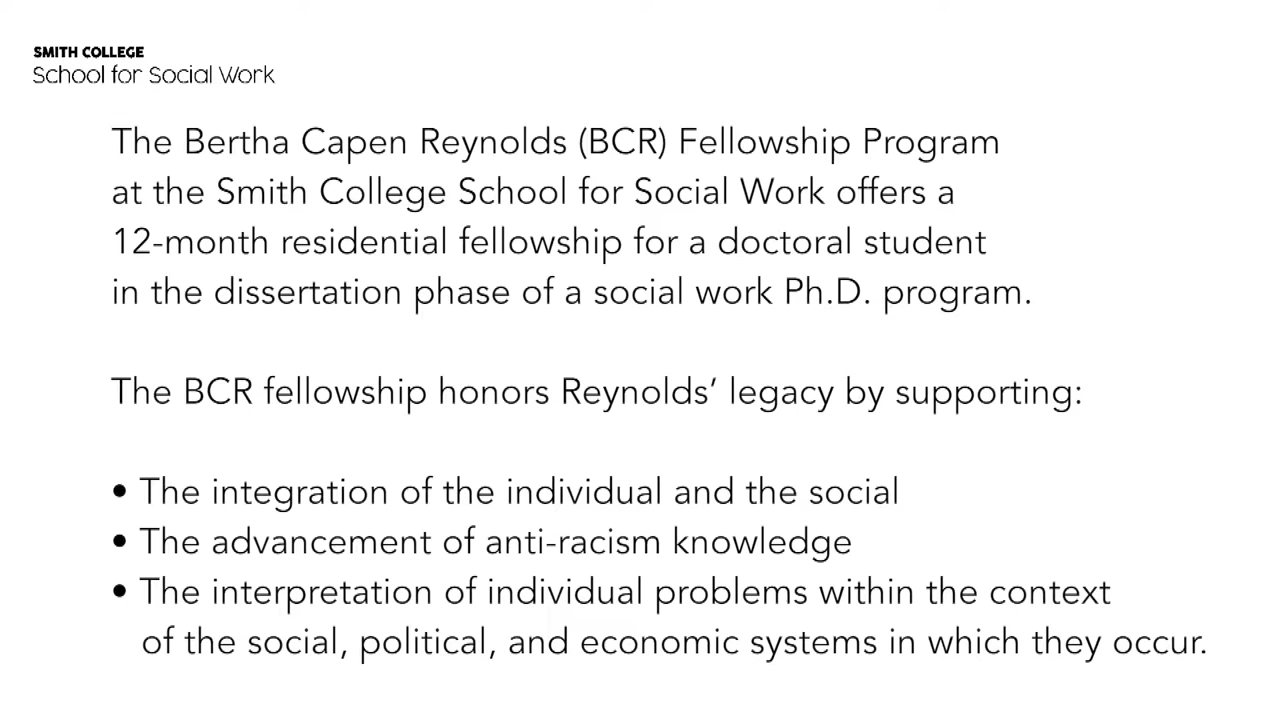 SMITH COLLEGE
School for Social Work
The Bertha Capen Reynolds (BCR) Fellowship Program
at the Smith College School for Social Work offers a
12-month residential fellowship for a doctoral student
in the dissertation phase of a social work Ph.D. program.
The BCR fellowship honors Reynolds’ legacy by supporting:
• The integration of the individual and the social
• The advancement of anti-racism knowledge
• The interpretation of individual problems within the context
of the social, political, and economic systems in which they occur.